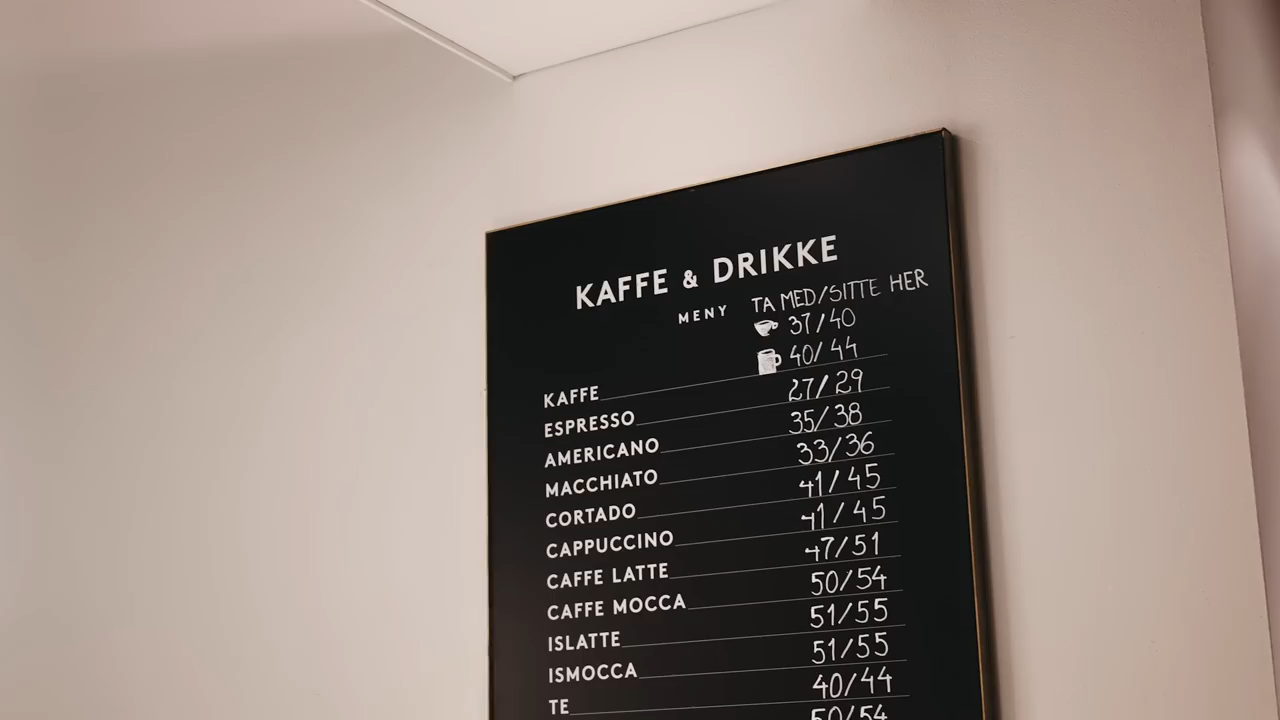 KAFFE & DRIKKE
MENY TA MED/SITTE HER
37/40
KAFFE 40/44
ESPRESSO 27/29
AMERICANO 35/38
MACCHIATO 33/36
CORTADO 41/45
CAPPUCCINO 41/45
CAFFE LATTE 47/51
CAFFE MOCCA 50/54
ISLATTE 51/55
ISMOCCA 51/55
TE 40/44
50/54